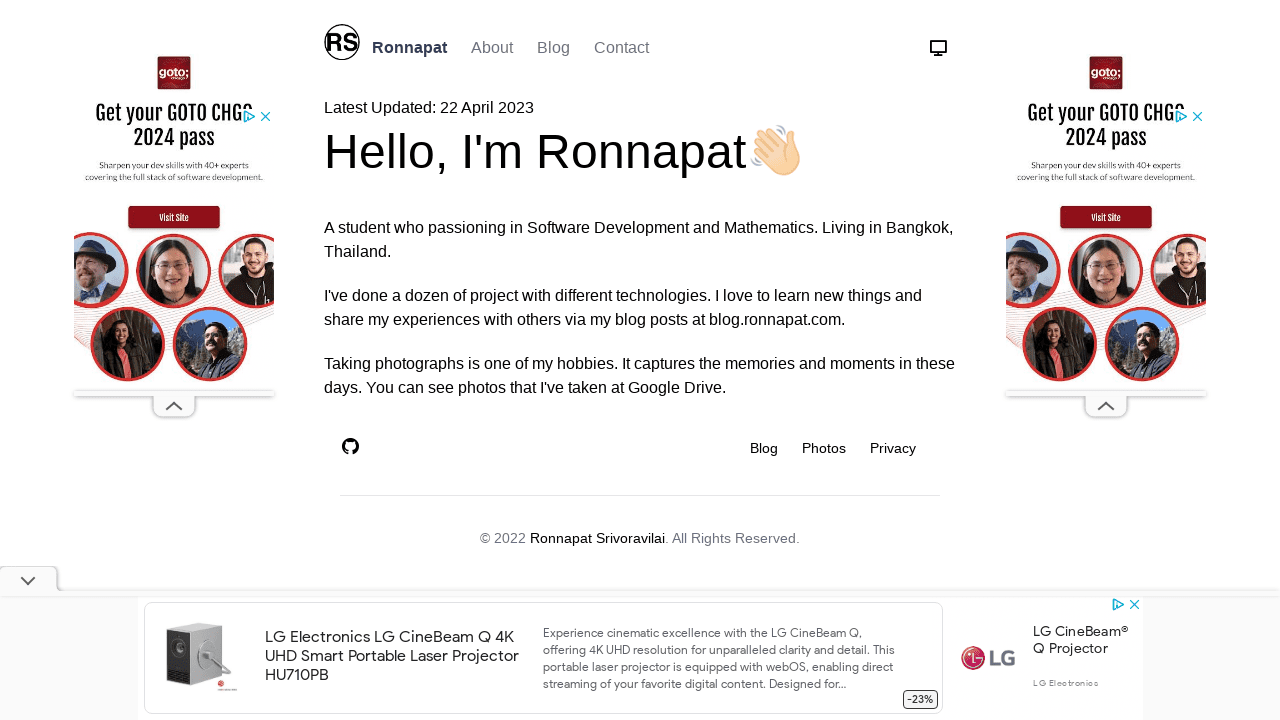 RS
Ronnapat
About
Blog
Contact
Latest Updated: 22 April 2023
Hello, I'm Ronnapat👋🏻
A student who passioning in Software Development and Mathematics. Living in Bangkok,
Thailand.
I've done a dozen of project with different technologies. I love to learn new things and
share my experiences with others via my blog posts at blog.ronnapat.com.
Taking photographs is one of my hobbies. It captures the memories and moments in these
days. You can see photos that I've taken at Google Drive.
Blog
Photos
Privacy
© 2022 Ronnapat Srivoravilai. All Rights Reserved.
goto;
chicago
Get your GOTO CHGO
2024 pass
Sharpen your dev skills with 40+ experts
covering the full stack of software development.
Visit Site
goto;
chicago
Get your GOTO CHGO
2024 pass
Sharpen your dev skills with 40+ experts
covering the full stack of software development.
Visit Site
LG Electronics LG CineBeam Q 4K
UHD Smart Portable Laser Projector
HU710PB
Experience cinematic excellence with the LG CineBeam Q,
offering 4K UHD resolution for unparalleled clarity and detail. This
portable laser projector is equipped with webOS, enabling direct
streaming of your favorite digital content. Designed for...
-23%
LG
LG CineBeam®
Q Projector
LG Electronics